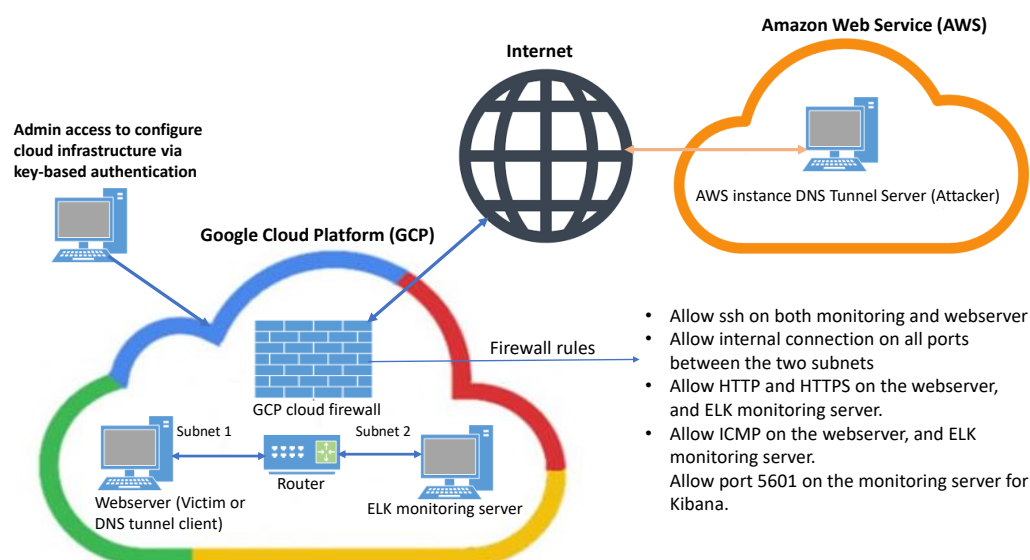 Amazon Web Service (AWS)
Internet
Admin access to configure
cloud infrastructure via
key-based authentication
AWS instance DNS Tunnel Server (Attacker)
Google Cloud Platform (GCP)
Firewall rules
GCP cloud firewall
Subnet 1
Subnet 2
Router
Webserver (Victim or
DNS tunnel client)
ELK monitoring server
• Allow ssh on both monitoring and webserver
• Allow internal connection on all ports
between the two subnets
• Allow HTTP and HTTPS on the webserver,
and ELK monitoring server.
• Allow ICMP on the webserver, and ELK
monitoring server.
Allow port 5601 on the monitoring server for
Kibana.